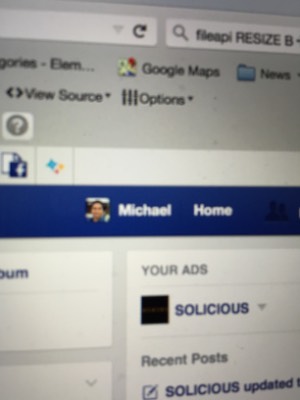 fileapi RESIZE B
gories - Elem... Google Maps News
View Source Options
?
Michael Home
bum
YOUR ADS
SOLICIOUS
Recent Posts
SOLICIOUS updated t